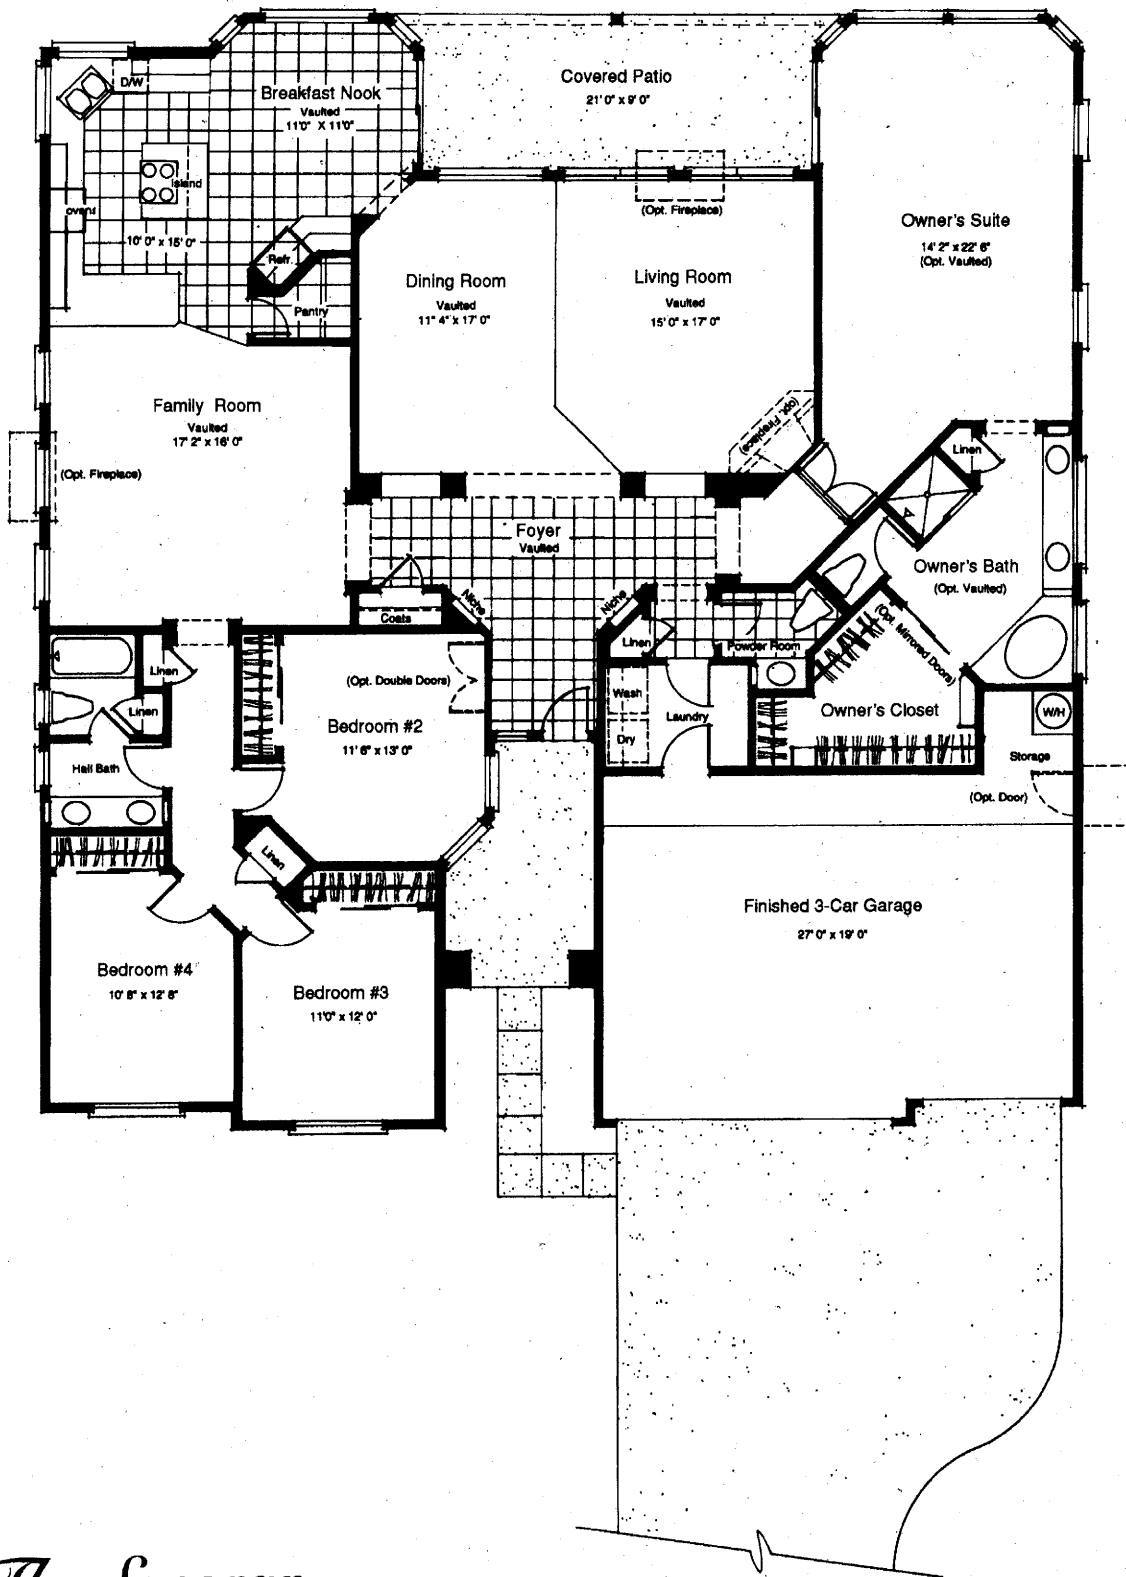 D/W
Breakfast Nook
Vaulted
11'0" X 11'0"
Covered Patio
21' 0" x 9' 0"
Island
ovens
10' 0" x 15' 0"
Refr.
Pantry
(Opt. Fireplace)
Dining Room
Vaulted
11" 4" x 17' 0"
Living Room
Vaulted
15' 0" x 17' 0"
Owner's Suite
14' 2" x 22' 6"
(Opt. Vaulted)
Family Room
Vaulted
17' 2" x 16' 0"
(Opt. Fireplace)
(opt. Fireplace)
Linen
Foyer
Vaulted
Owner's Bath
(Opt. Vaulted)
Niche
Niche
Coats
Linen
Powder Room
(Opt. Mirrored Doors)
Linen
Linen
(Opt. Double Doors)
Bedroom #2
11' 6" x 13' 0"
Wash
Dry
Laundry
Owner's Closet
W/H
Storage
(Opt. Door)
Hall Bath
Linen
Finished 3-Car Garage
27' 0" x 19' 0"
Bedroom #4
10' 8" x 12' 8"
Bedroom #3
11'0" x 12' 0"